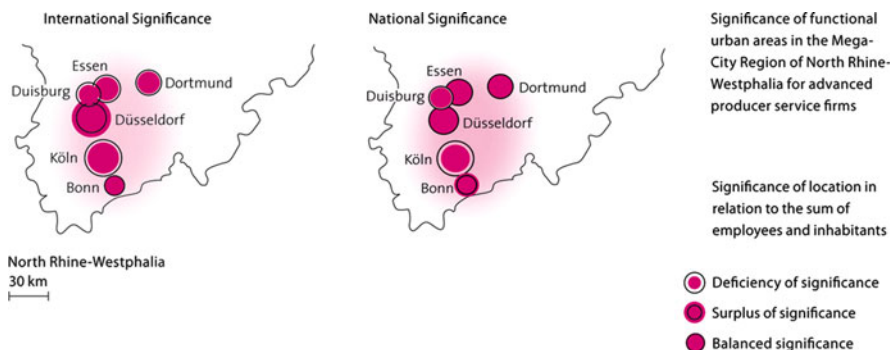 International Significance
Essen
Duisburg
Dortmund
Düsseldorf
Köln
Bonn
North Rhine-Westphalia
30 km
National Significance
Essen
Duisburg
Dortmund
Düsseldorf
Köln
Bonn
Significance of functional
urban areas in the Mega-
City Region of North Rhine-
Westphalia for advanced
producer service firms
Significance of location in
relation to the sum of
employees and inhabitants
Deficiency of significance
Surplus of significance
Balanced significance